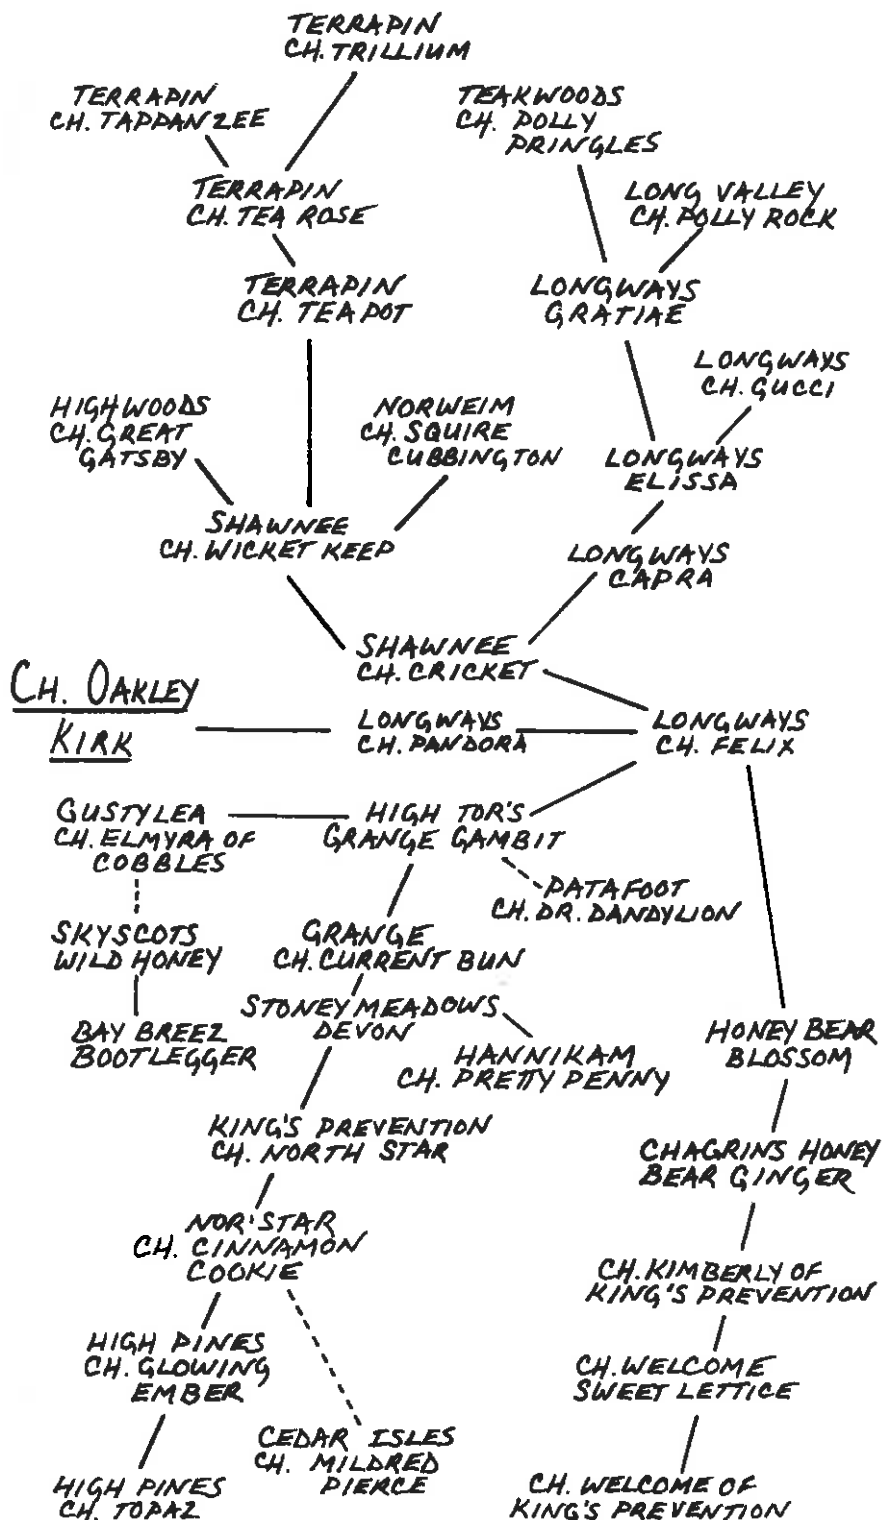 TERRAPIN
CH. TRILLIUM
TERRAPIN
CH. TAPPAN ZEE
TEAKWOODS
CH. POLLY
PRINGLES
TERRAPIN
CH. TEA ROSE
LONG VALLEY
CH. POLLY ROCK
TERRAPIN
CH. TEA POT
LONGWAYS
GRATIAE
LONGWAYS
CH. GUCCI
HIGHWOODS
CH. GREAT
GATSBY
NORWEIM
CH. SQUIRE
CUBBINGTON
LONGWAYS
ELISSA
SHAWNEE
CH. WICKET KEEP
LONGWAYS
CAPRA
SHAWNEE
CH. CRICKET
CH. OAKLEY
KIRK
LONGWAYS
CH. PANDORA
LONGWAYS
CH. FELIX
GUSTYLEA
CH. ELMYRA OF
COBBLES
HIGH TOR'S
GRANGE GAMBIT
PATAFOOT
CH. DR. DANDYLION
SKYSCOTS
WILD HONEY
GRANGE
CH. CURRENT BUN
STONEY MEADOWS
DEVON
BAY BREEZ
BOOTLEGGER
HANNIKAM
CH. PRETTY PENNY
HONEY BEAR
BLOSSOM
KING'S PREVENTION
CH. NORTH STAR
CHAGRINS HONEY
BEAR GINGER
NOR'STAR
CH. CINNAMON
COOKIE
CH. KIMBERLY OF
KING'S PREVENTION
HIGH PINES
CH. GLOWING
EMBER
CH. WELCOME
SWEET LETTICE
CEDAR ISLES
CH. MILDRED
PIERCE
HIGH PINES
CH. TOPAZ
CH. WELCOME OF
KING'S PREVENTION